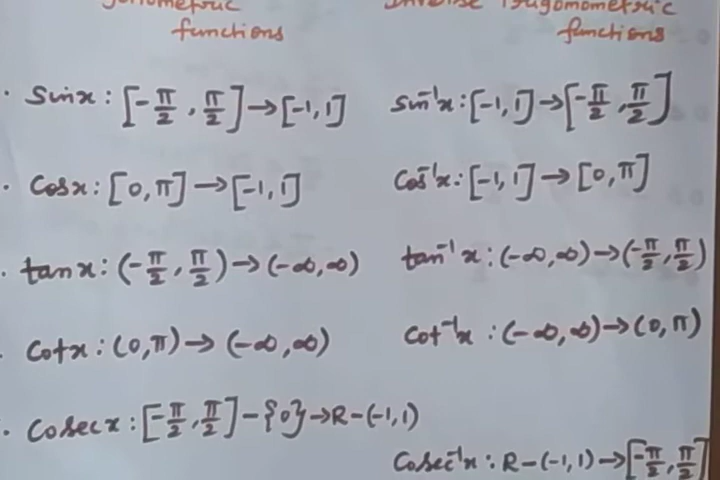 functions
Trigonometric
functions
• Sinx : [-π/2, π/2] → [-1, 1]
sin⁻¹x : [-1, 1] → [-π/2, π/2]
• Cosx : [0, π] → [-1, 1]
Cos⁻¹x : [-1, 1] → [0, π]
• tanx : (-π/2, π/2) → (-∞, ∞)
tan⁻¹x : (-∞, ∞) → (-π/2, π/2)
• Cotx : (0, π) → (-∞, ∞)
Cot⁻¹x : (-∞, ∞) → (0, π)
• Cosecx : [-π/2, π/2] - {0} → R - (-1, 1)
Cosec⁻¹x : R - (-1, 1) → [-π/2, π/2]